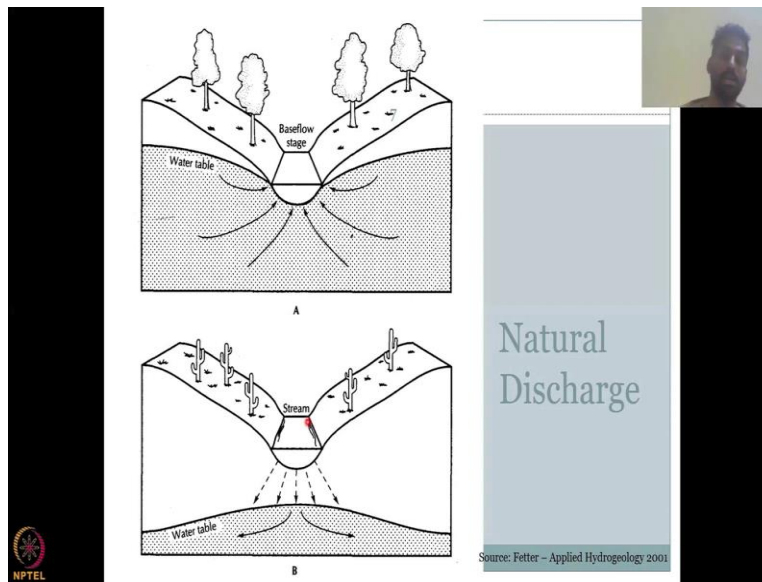 Baseflow
stage
Water table
A
Stream
Water table
B
Natural
Discharge
Source: Fetter – Applied Hydrogeology 2001
NPTEL